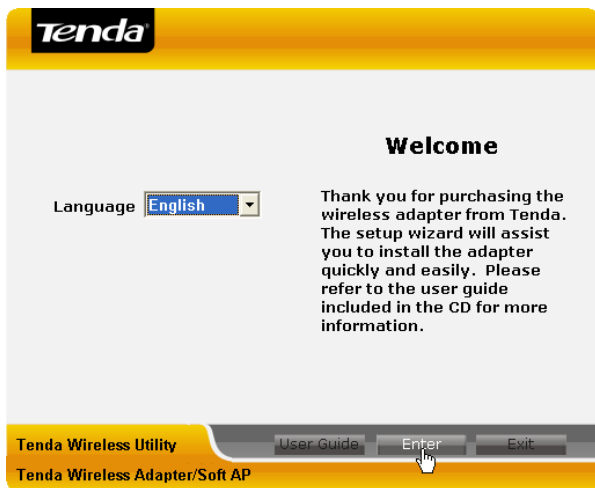 Tenda
Welcome
Language English
Thank you for purchasing the
wireless adapter from Tenda.
The setup wizard will assist
you to install the adapter
quickly and easily. Please
refer to the user guide
included in the CD for more
information.
Tenda Wireless Utility
User Guide
Enter
Exit
Tenda Wireless Adapter/Soft AP